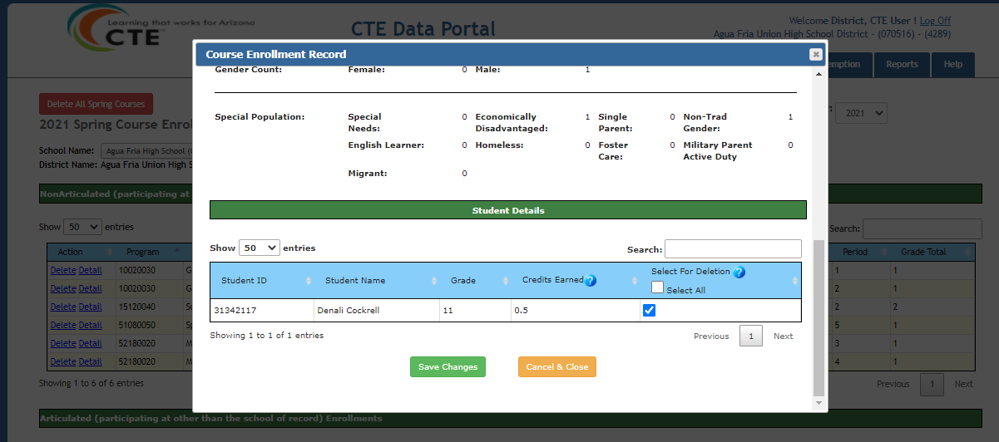 Learning that works for Arizona
CTE™
CTE Data Portal
Welcome District, CTE User ! Log Off
Agua Fria Union High School District - (070516) - (4289)
emption Reports Help
Delete All Spring Courses
2021 Spring Course Enrol
2021
School Name: Agua Fria High School (
District Name: Agua Fria Union High S
NonArticulated (participating at
Show 50 entries
Search:
Action Program Period Grade Total
Delete Detail 10020030 G 1 1
Delete Detail 10020030 G 2 1
Delete Detail 15120040 So 2 2
Delete Detail 51080050 Sp 5 1
Delete Detail 52180020 M 3 1
Delete Detail 52180020 M 4 1
Showing 1 to 6 of 6 entries
Previous 1 Next
Articulated (participating at other than the school of record) Enrollments
Course Enrollment Record
Gender Count: Female: 0 Male: 1
Special Population: Special Needs: 0 Economically Disadvantaged: 1 Single Parent: 0 Non-Trad Gender: 1
English Learner: 0 Homeless: 0 Foster Care: 0 Military Parent Active Duty 0
Migrant: 0
Student Details
Show 50 entries
Search:
Student ID Student Name Grade Credits Earned ? Select For Deletion ?
Select All
31342117 Denali Cockrell 11 0.5
Showing 1 to 1 of 1 entries
Previous 1 Next
Save Changes Cancel & Close